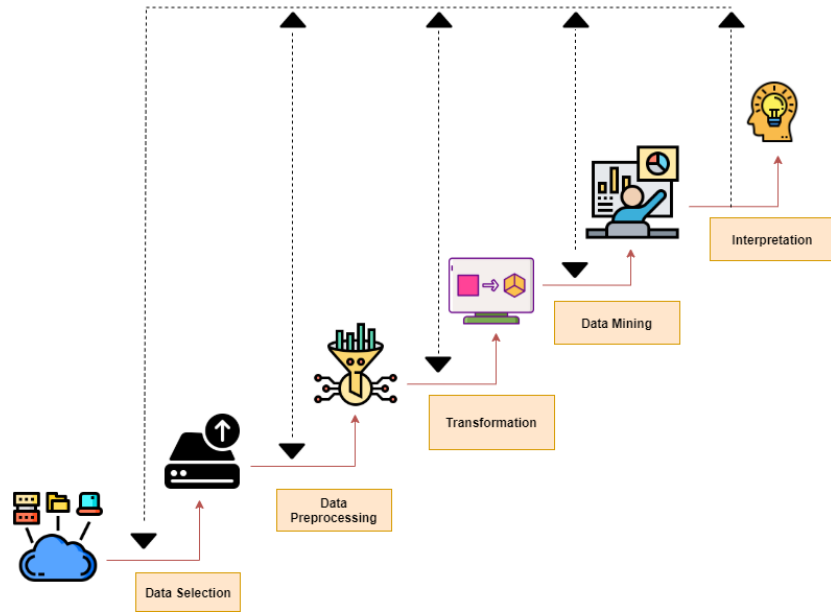 Interpretation
Data Mining
Transformation
Data
Preprocessing
Data Selection